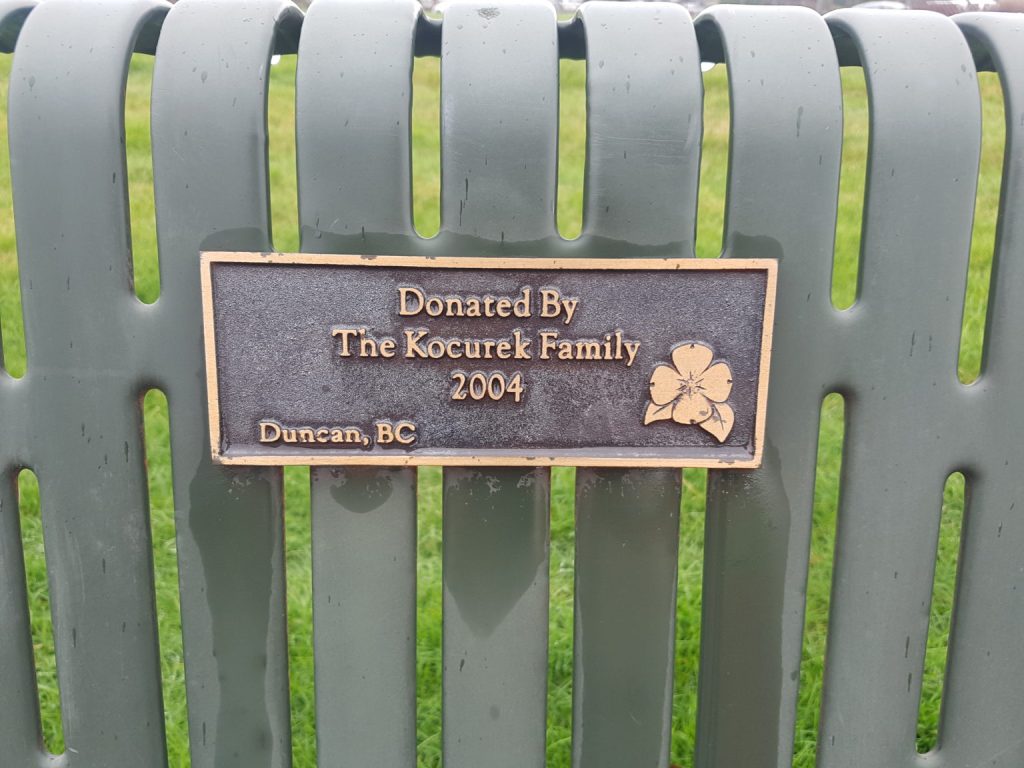 Donated By
The Kocurek Family
2004
Duncan, BC